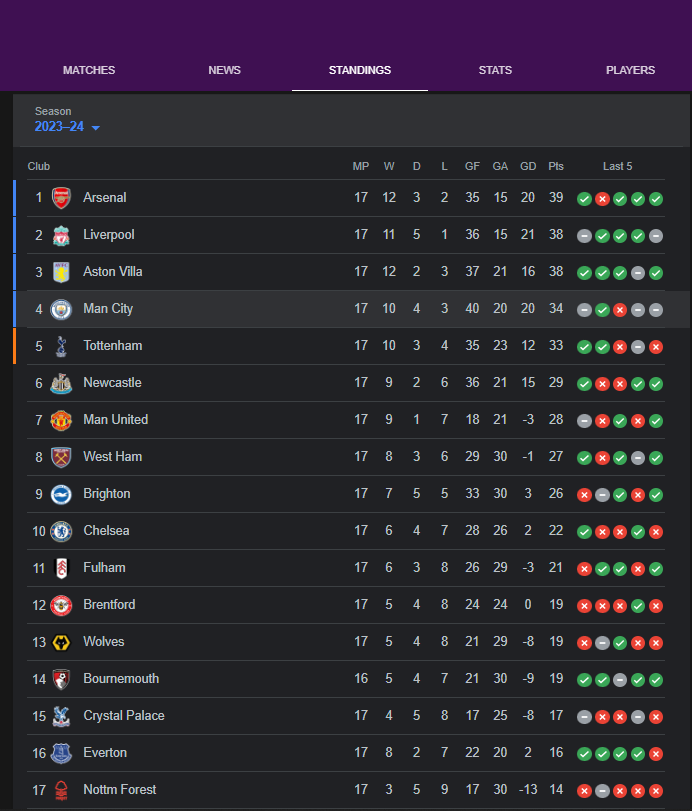 MATCHES NEWS STANDINGS STATS PLAYERS
Season
2023–24
Club MP W D L GF GA GD Pts Last 5
1 Arsenal 17 12 3 2 35 15 20 39
2 Liverpool 17 11 5 1 36 15 21 38
3 Aston Villa 17 12 2 3 37 21 16 38
4 Man City 17 10 4 3 40 20 20 34
5 Tottenham 17 10 3 4 35 23 12 33
6 Newcastle 17 9 2 6 36 21 15 29
7 Man United 17 9 1 7 18 21 -3 28
8 West Ham 17 8 3 6 29 30 -1 27
9 Brighton 17 7 5 5 33 30 3 26
10 Chelsea 17 6 4 7 28 26 2 22
11 Fulham 17 6 3 8 26 29 -3 21
12 Brentford 17 5 4 8 24 24 0 19
13 Wolves 17 5 4 8 21 29 -8 19
14 Bournemouth 16 5 4 7 21 30 -9 19
15 Crystal Palace 17 4 5 8 17 25 -8 17
16 Everton 17 8 2 7 22 20 2 16
17 Nottm Forest 17 3 5 9 17 30 -13 14